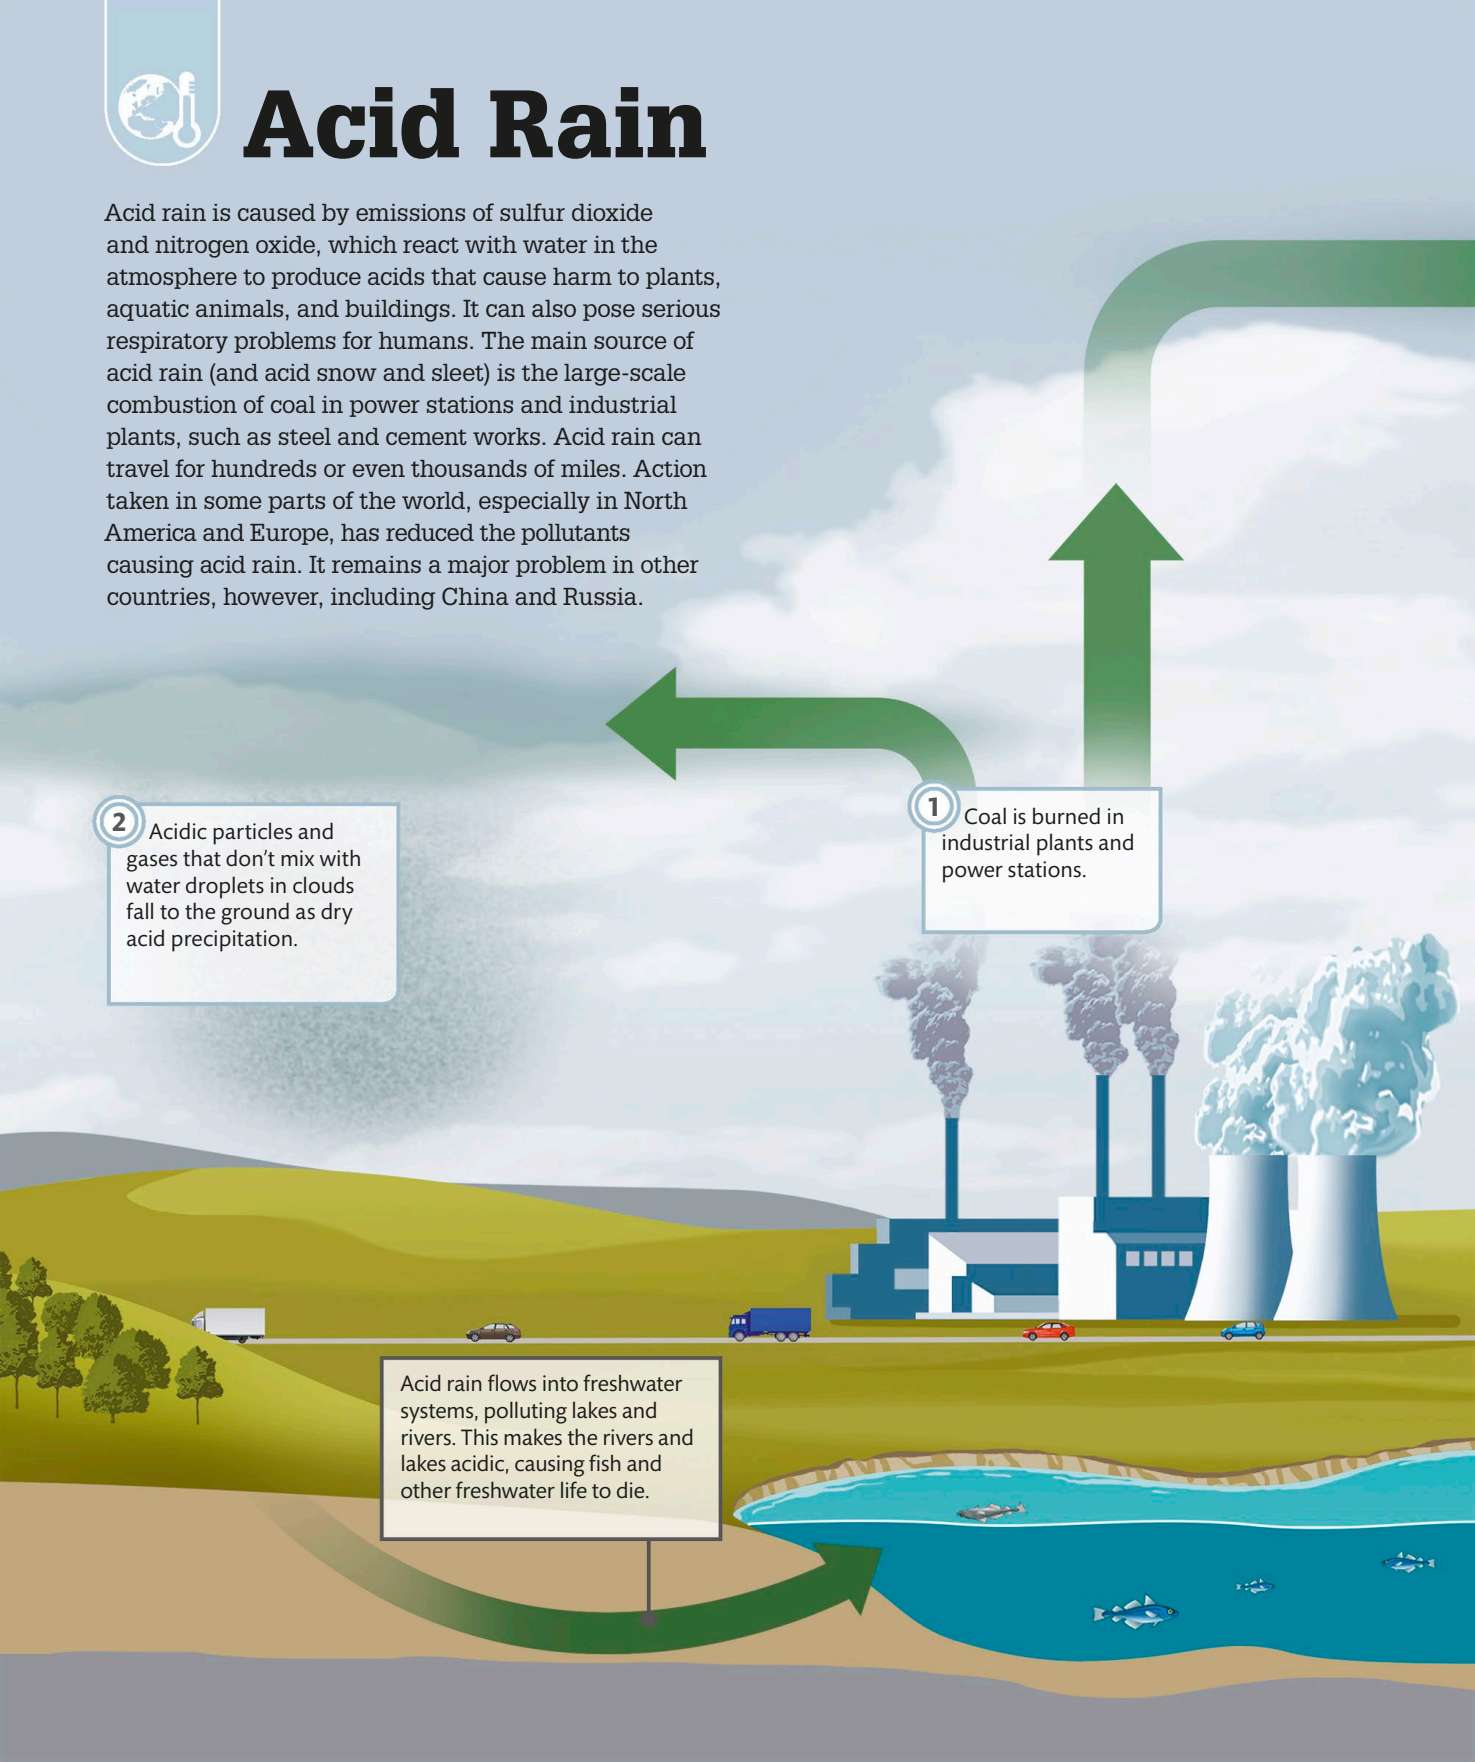 Acid Rain
Acid rain is caused by emissions of sulfur dioxide
and nitrogen oxide, which react with water in the
atmosphere to produce acids that cause harm to plants,
aquatic animals, and buildings. It can also pose serious
respiratory problems for humans. The main source of
acid rain (and acid snow and sleet) is the large-scale
combustion of coal in power stations and industrial
plants, such as steel and cement works. Acid rain can
travel for hundreds or even thousands of miles. Action
taken in some parts of the world, especially in North
America and Europe, has reduced the pollutants
causing acid rain. It remains a major problem in other
countries, however, including China and Russia.
1 Coal is burned in
industrial plants and
power stations.
2 Acidic particles and
gases that don’t mix with
water droplets in clouds
fall to the ground as dry
acid precipitation.
Acid rain flows into freshwater
systems, polluting lakes and
rivers. This makes the rivers and
lakes acidic, causing fish and
other freshwater life to die.